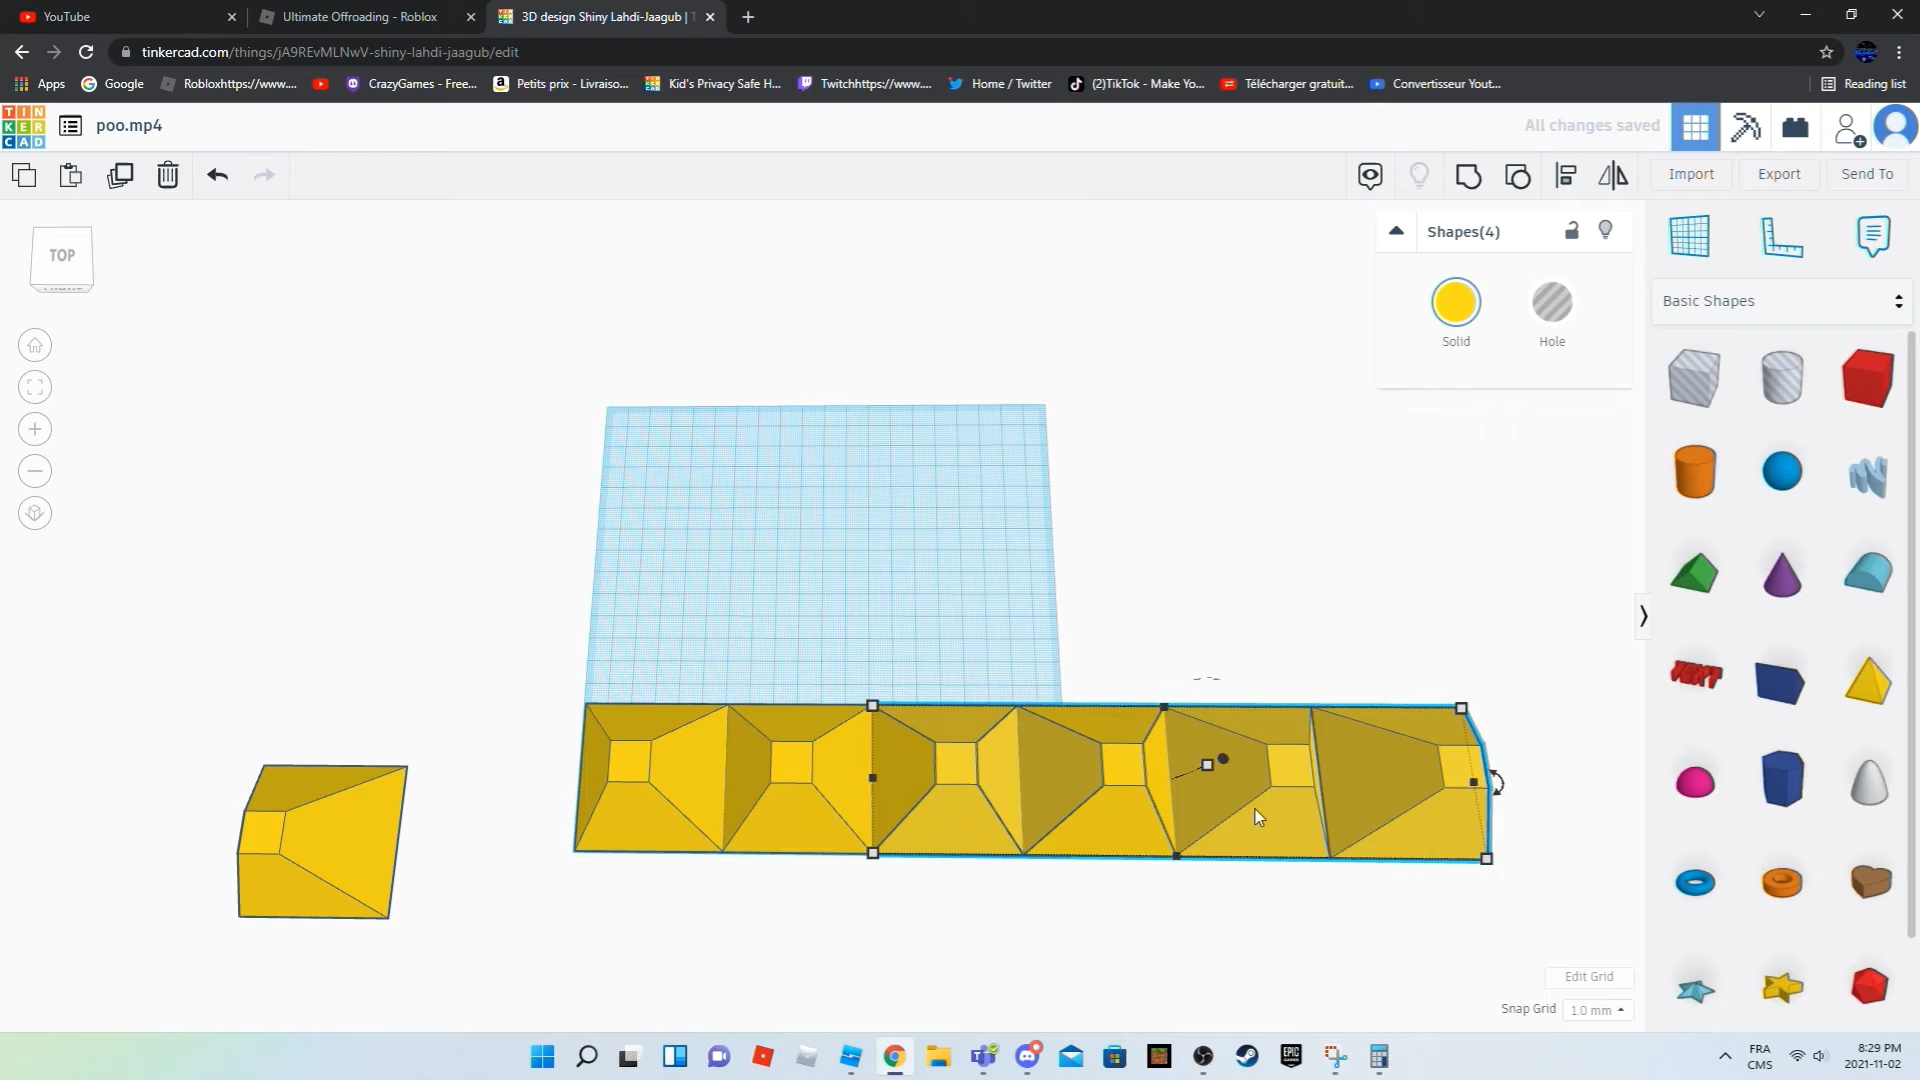 YouTube
Ultimate Offroading - Roblox
3D design Shiny Lahdi-Jaagub | T
tinkercad.com/things/jA9REvMLNwV-shiny-lahdi-jaagub/edit
Apps
Google
Robloxhttps://www....
CrazyGames - Free...
Petits prix - Livraiso...
Kid's Privacy Safe H...
Twitchhttps://www....
Home / Twitter
(2)TikTok - Make Yo...
Télécharger gratuit...
Convertisseur Yout...
Reading list
TIN
KER
CAD
poo.mp4
All changes saved
Import
Export
Send To
TOP
Shapes(4)
Solid
Hole
Basic Shapes
TEXT
Edit Grid
Snap Grid
1.0 mm
EPIC
GAMES
FRA
CMS
8:29 PM
2021-11-02